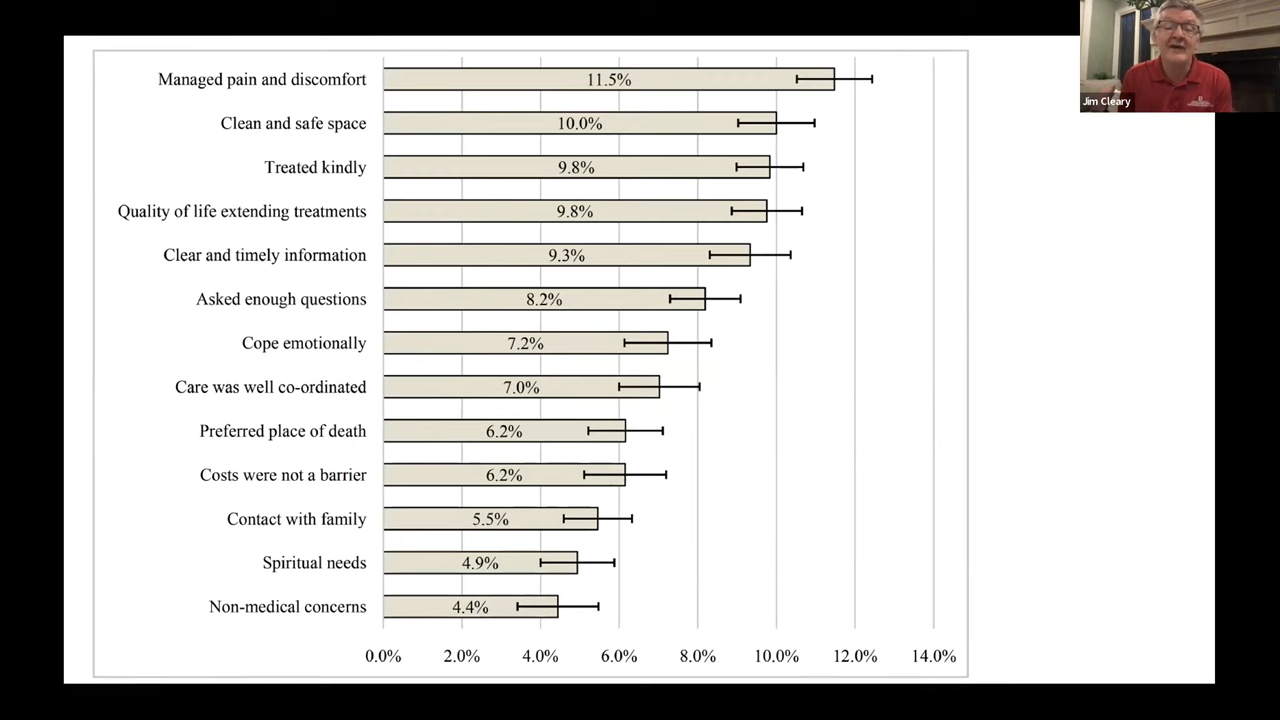 Managed pain and discomfort 11.5%
Clean and safe space 10.0%
Treated kindly 9.8%
Quality of life extending treatments 9.8%
Clear and timely information 9.3%
Asked enough questions 8.2%
Cope emotionally 7.2%
Care was well co-ordinated 7.0%
Preferred place of death 6.2%
Costs were not a barrier 6.2%
Contact with family 5.5%
Spiritual needs 4.9%
Non-medical concerns 4.4%
0.0% 2.0% 4.0% 6.0% 8.0% 10.0% 12.0% 14.0%
Jim Cleary